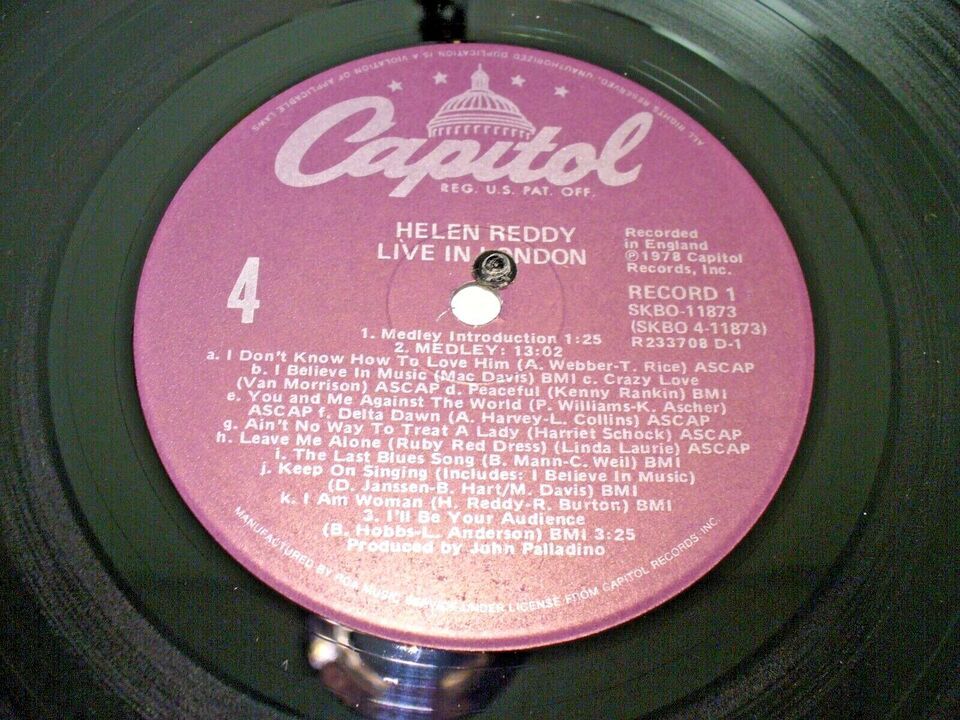 ALL RIGHTS RESERVED. UNAUTHORIZED DUPLICATION IS A VIOLATION OF APPLICABLE LAWS
Capitol
REG. U.S. PAT. OFF.
HELEN REDDY
LIVE IN LONDON
Recorded
in England
℗1978 Capitol
Records, Inc.
4
RECORD 1
SKBO-11873
(SKBO 4-11873)
R233708 D-1
1. Medley Introduction 1:25
2. MEDLEY: 13:02
a. I Don't Know How To Love Him (A. Webber-T. Rice) ASCAP
b. I Believe In Music (Mac Davis) BMI c. Crazy Love
(Van Morrison) ASCAP d. Peaceful (Kenny Rankin) BMI
e. You and Me Against The World (P. Williams-K. Ascher)
ASCAP f. Delta Dawn (A. Harvey-L. Collins) ASCAP
g. Ain't No Way To Treat A Lady (Harriet Schock) ASCAP
h. Leave Me Alone (Ruby Red Dress) (Linda Laurie) ASCAP
i. The Last Blues Song (B. Mann-C. Weil) BMI
j. Keep On Singing (Includes: I Believe In Music)
(D. Janssen-B. Hart/M. Davis) BMI
k. I Am Woman (H. Reddy-R. Burton) BMI
3. I'll Be Your Audience
(B. Hobbs-L. Anderson) BMI 3:25
Produced by John Palladino
MANUFACTURED BY RCA MUSIC SERVICE UNDER LICENSE FROM CAPITOL RECORDS, INC.